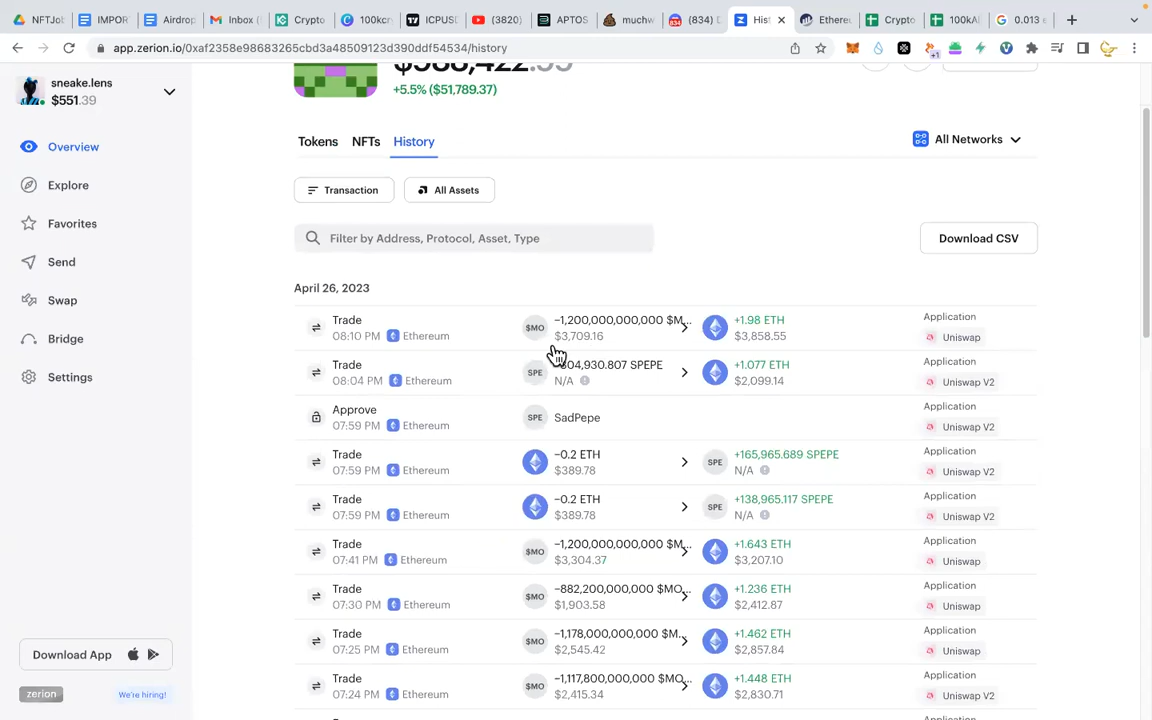 NFTJob
IMPOR
Airdrop
Inbox (
Crypto
100kcr
ICPUSD
(3820)
APTOS
muchw
(834) D
Hist
Ethereu
Crypto
100kAI
0.013 e
app.zerion.io/0xaf2358e98683265cbd3a48509123d390ddf54534/history
sneake.lens
$551.39
Overview
Explore
Favorites
Send
Swap
Bridge
Settings
Download App
zerion
We're hiring!
+5.5% ($51,789.37)
Tokens NFTs History
All Networks
Transaction
All Assets
Filter by Address, Protocol, Asset, Type
Download CSV
April 26, 2023
Trade
08:10 PM Ethereum
$MO
−1,200,000,000,000 $M...
$3,709.16
+1.98 ETH
$3,858.55
Application
Uniswap
Trade
08:04 PM Ethereum
SPE
04,930.807 SPEPE
N/A
+1.077 ETH
$2,099.14
Application
Uniswap V2
Approve
07:59 PM Ethereum
SPE
SadPepe
Application
Uniswap V2
Trade
07:59 PM Ethereum
−0.2 ETH
$389.78
SPE
+165,965.689 SPEPE
N/A
Application
Uniswap V2
Trade
07:59 PM Ethereum
−0.2 ETH
$389.78
SPE
+138,965.117 SPEPE
N/A
Application
Uniswap V2
Trade
07:41 PM Ethereum
$MO
−1,200,000,000,000 $M...
$3,304.37
+1.643 ETH
$3,207.10
Application
Uniswap
Trade
07:30 PM Ethereum
$MO
−882,200,000,000 $MO...
$1,903.58
+1.236 ETH
$2,412.87
Application
Uniswap
Trade
07:25 PM Ethereum
$MO
−1,178,000,000,000 $M...
$2,545.42
+1.462 ETH
$2,857.84
Application
Uniswap
Trade
07:24 PM Ethereum
$MO
−1,117,800,000,000 $MO...
$2,415.34
+1.448 ETH
$2,830.71
Application
Uniswap V2